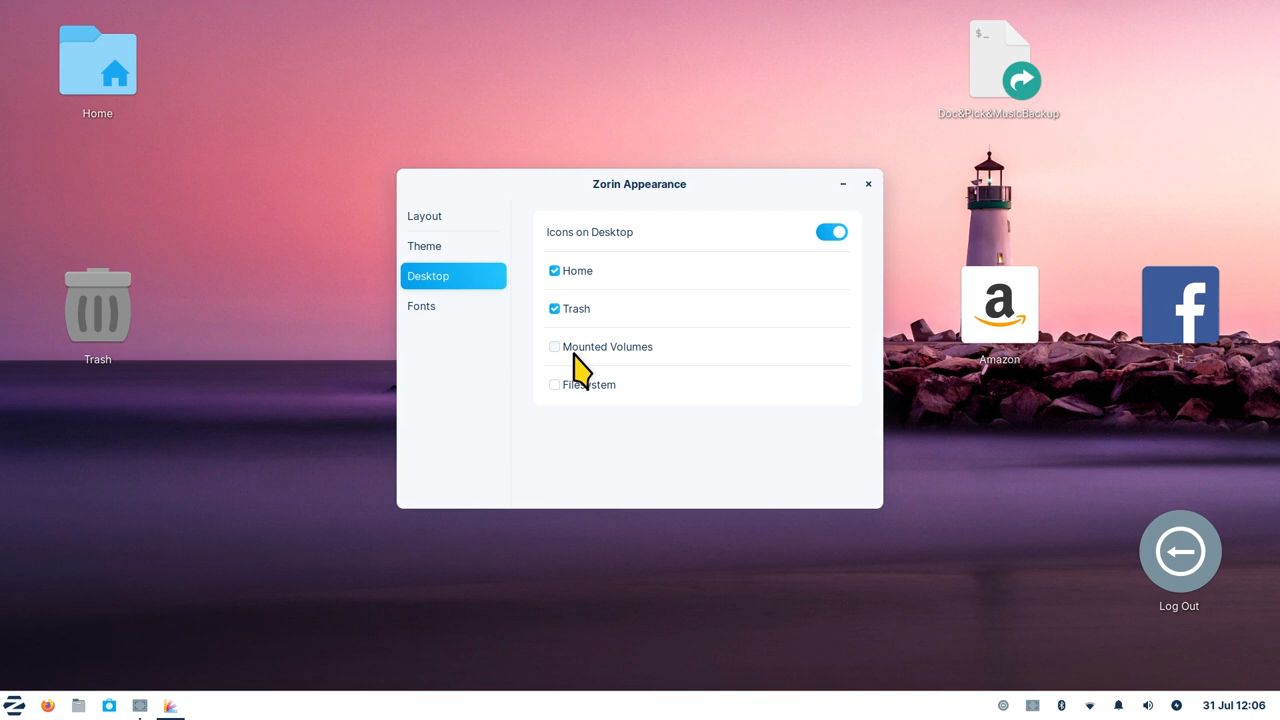 $_
Home
Doc&Pick&MusicBackup
Zorin Appearance
Layout
Icons on Desktop
Theme
Desktop
Home
Fonts
Trash
Mounted Volumes
Filesystem
Trash
a
Amazon
f
F...
Log Out
31 Jul 12:06